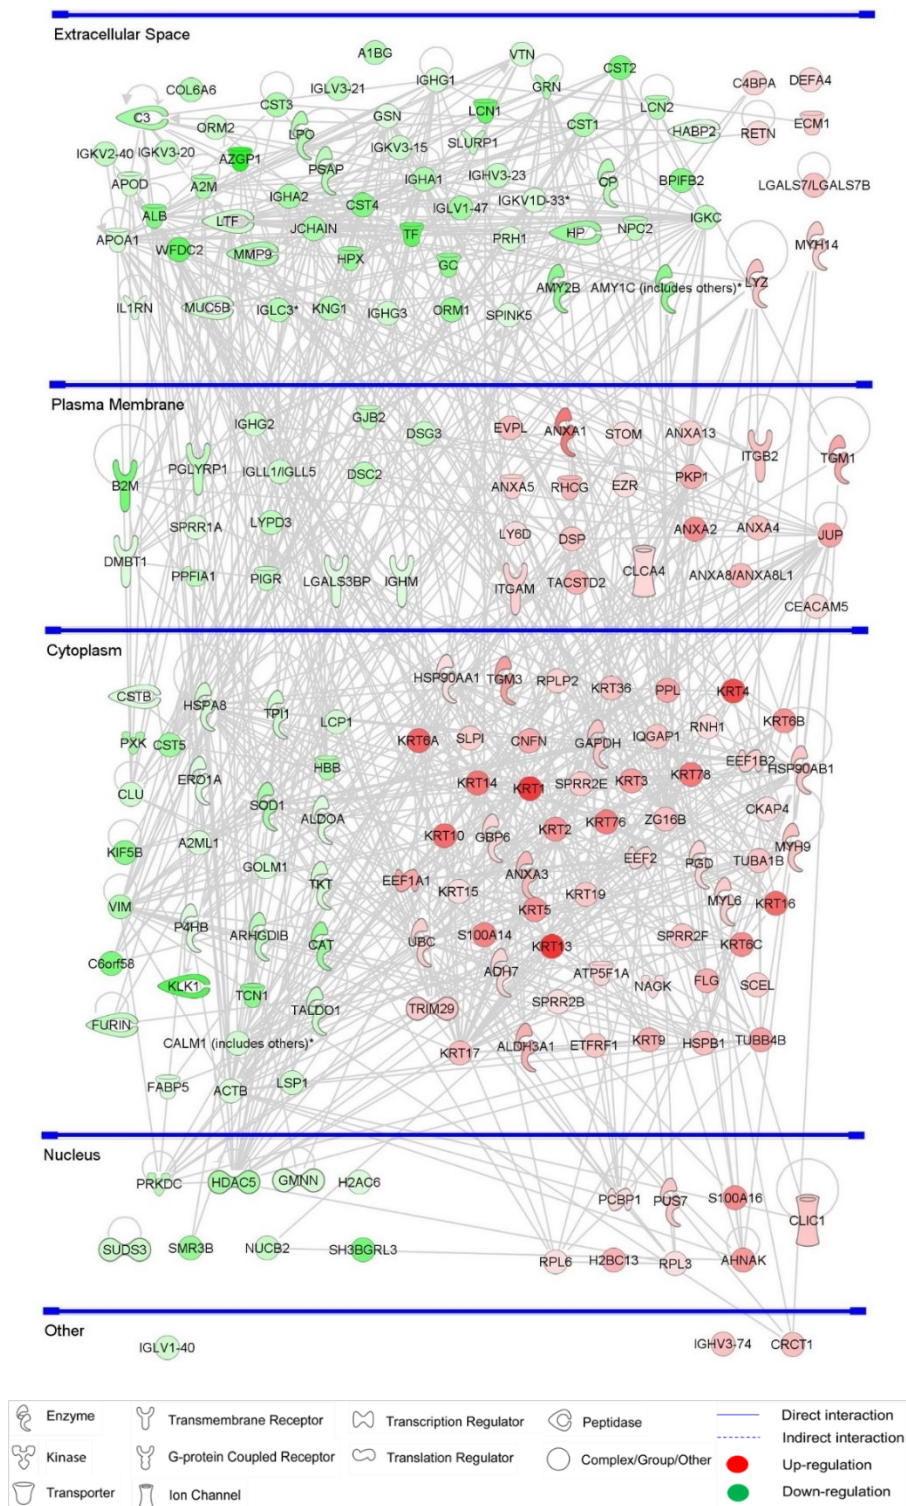 Extracellular Space
A1BG
VTN
CST2
IGHG1
C4BPA
DEFA4
COL6A6
IGLV3-21
GRN
CST3
LCN1
LCN2
C3
GSN
ECM1
ORM2
LPO
CST1
HABP2
RETN
SLURP1
IGKV2-40
IGKV3-20
AZGP1
IGKV3-15
PSAP
IGHV3-23
APOD
A2M
IGHA1
CP
BPIFB2
LGALS7/LGALS7B
IGHA2
IGKV1D-33*
CST4
IGLV1-47
ALB
LTF
IGKC
JCHAIN
TF
HP
NPC2
APOA1
PRH1
MYH14
WFDC2
MMP9
HPX
GC
LYZ
AMY2B
AMY1C (includes others)*
IL1RN
MUC5B
IGLC3*
KNG1
IGHG3
ORM1
SPINK5
Plasma Membrane
IGHG2
GJB2
DSG3
EVPL
ANXA1
STOM
ANXA13
ITGB2
TGM1
PGLYRP1
IGLL1/IGLL5
DSC2
B2M
ANXA5
RHCG
EZR
PKP1
SPRR1A
LYPD3
LY6D
DSP
ANXA2
ANXA4
JUP
DMBT1
PPFIA1
PIGR
LGALS3BP
IGHM
ITGAM
TACSTD2
CLCA4
ANXA8/ANXA8L1
CEACAM5
Cytoplasm
HSP90AA1
TGM3
RPLP2
KRT36
PPL
KRT4
CSTB
HSPA8
TPI1
LCP1
KRT6B
PXK
CST5
KRT6A
SLPI
CNFN
GAPDH
IQGAP1
RNH1
EEF1B2
HSP90AB1
ERO1A
HBB
KRT14
KRT1
SPRR2E
KRT3
KRT78
CLU
SOD1
ALDOA
CKAP4
KRT10
GBP6
KRT2
KRT76
ZG16B
KIF5B
A2ML1
MYH9
GOLM1
EEF2
PGD
TUBA1B
TKT
EEF1A1
KRT15
ANXA3
KRT19
MYL6
VIM
KRT5
KRT16
P4HB
ARHGDIB
CAT
UBC
S100A14
KRT13
SPRR2F
KRT6C
C6orf58
ADH7
ATP5F1A
KLK1
TCN1
NAGK
FLG
SCEL
TALDO1
TRIM29
SPRR2B
FURIN
CALM1 (includes others)*
KRT17
ALDH3A1
ETFRF1
KRT9
HSPB1
TUBB4B
FABP5
ACTB
LSP1
Nucleus
PRKDC
HDAC5
GMNN
H2AC6
PCBP1
PUS7
S100A16
CLIC1
SUDS3
SMR3B
NUCB2
SH3BGRL3
RPL6
H2BC13
RPL3
AHNAK
Other
IGLV1-40
IGHV3-74
CRCT1
Enzyme
Transmembrane Receptor
Transcription Regulator
Peptidase
Direct interaction
Indirect interaction
Kinase
G-protein Coupled Receptor
Translation Regulator
Complex/Group/Other
Up-regulation
Transporter
Ion Channel
Down-regulation